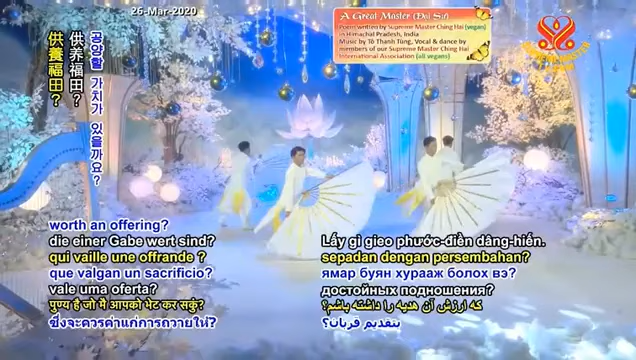 26-Mar-2020
A Great Master (Đại Sư)
Poem written by Supreme Master Ching Hai (vegan)
in Himachal Pradesh, India
Music by Tô Thanh Tùng, Vocal & dance by
members of our Supreme Master Ching Hai
International Association (all vegans)
供養福田?
供养福田?
공양할 가치가 있을까요?
worth an offering?
die einer Gabe wert sind?
qui vaille une offrande ?
que valgan un sacrificio?
vale uma oferta?
पुण्य है जो मैं आपको भेंट कर सकूं?
ซึ่งจะควรค่าแก่การถวายให้?
Lấy gì gieo phước-điền dâng-hiến.
sepadan dengan persembahan?
ямар буян хурааж болох вэ?
достойных подношения?
که ارزش آن هدیه را داشته باشم؟
بتقديم قربان؟